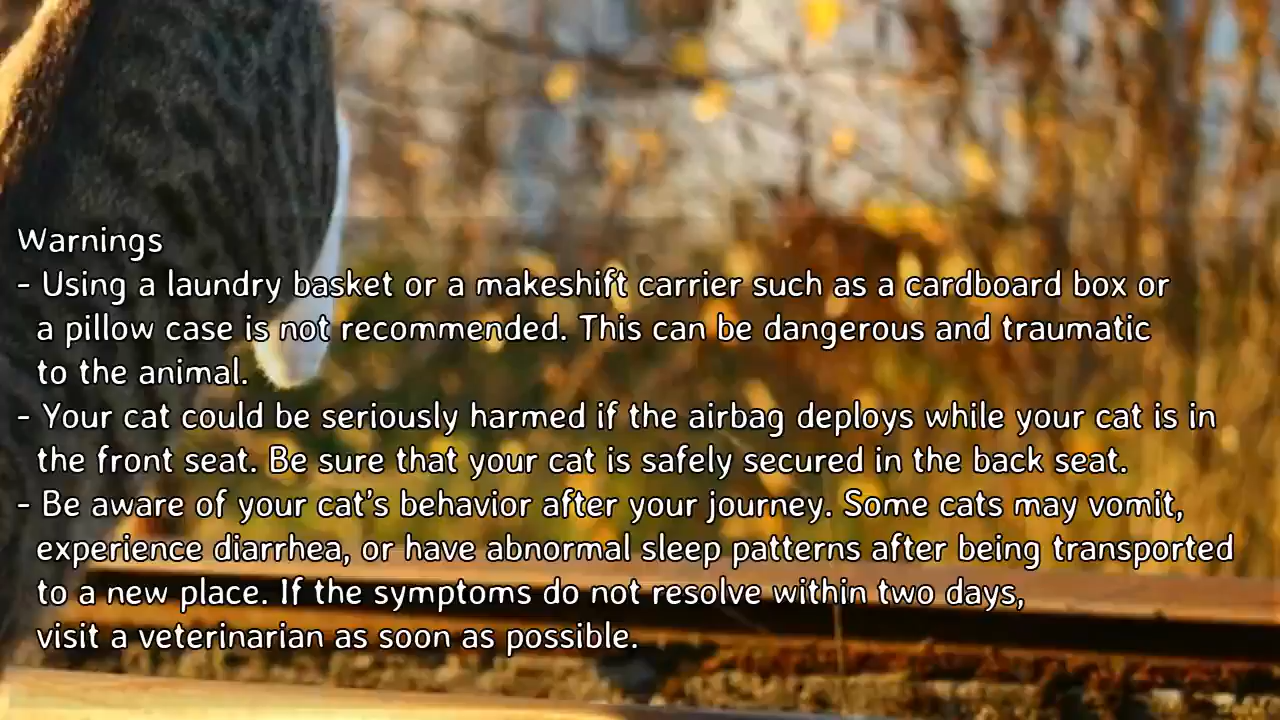 Warnings
- Using a laundry basket or a makeshift carrier such as a cardboard box or
a pillow case is not recommended. This can be dangerous and traumatic
to the animal.
- Your cat could be seriously harmed if the airbag deploys while your cat is in
the front seat. Be sure that your cat is safely secured in the back seat.
- Be aware of your cat’s behavior after your journey. Some cats may vomit,
experience diarrhea, or have abnormal sleep patterns after being transported
to a new place. If the symptoms do not resolve within two days,
visit a veterinarian as soon as possible.